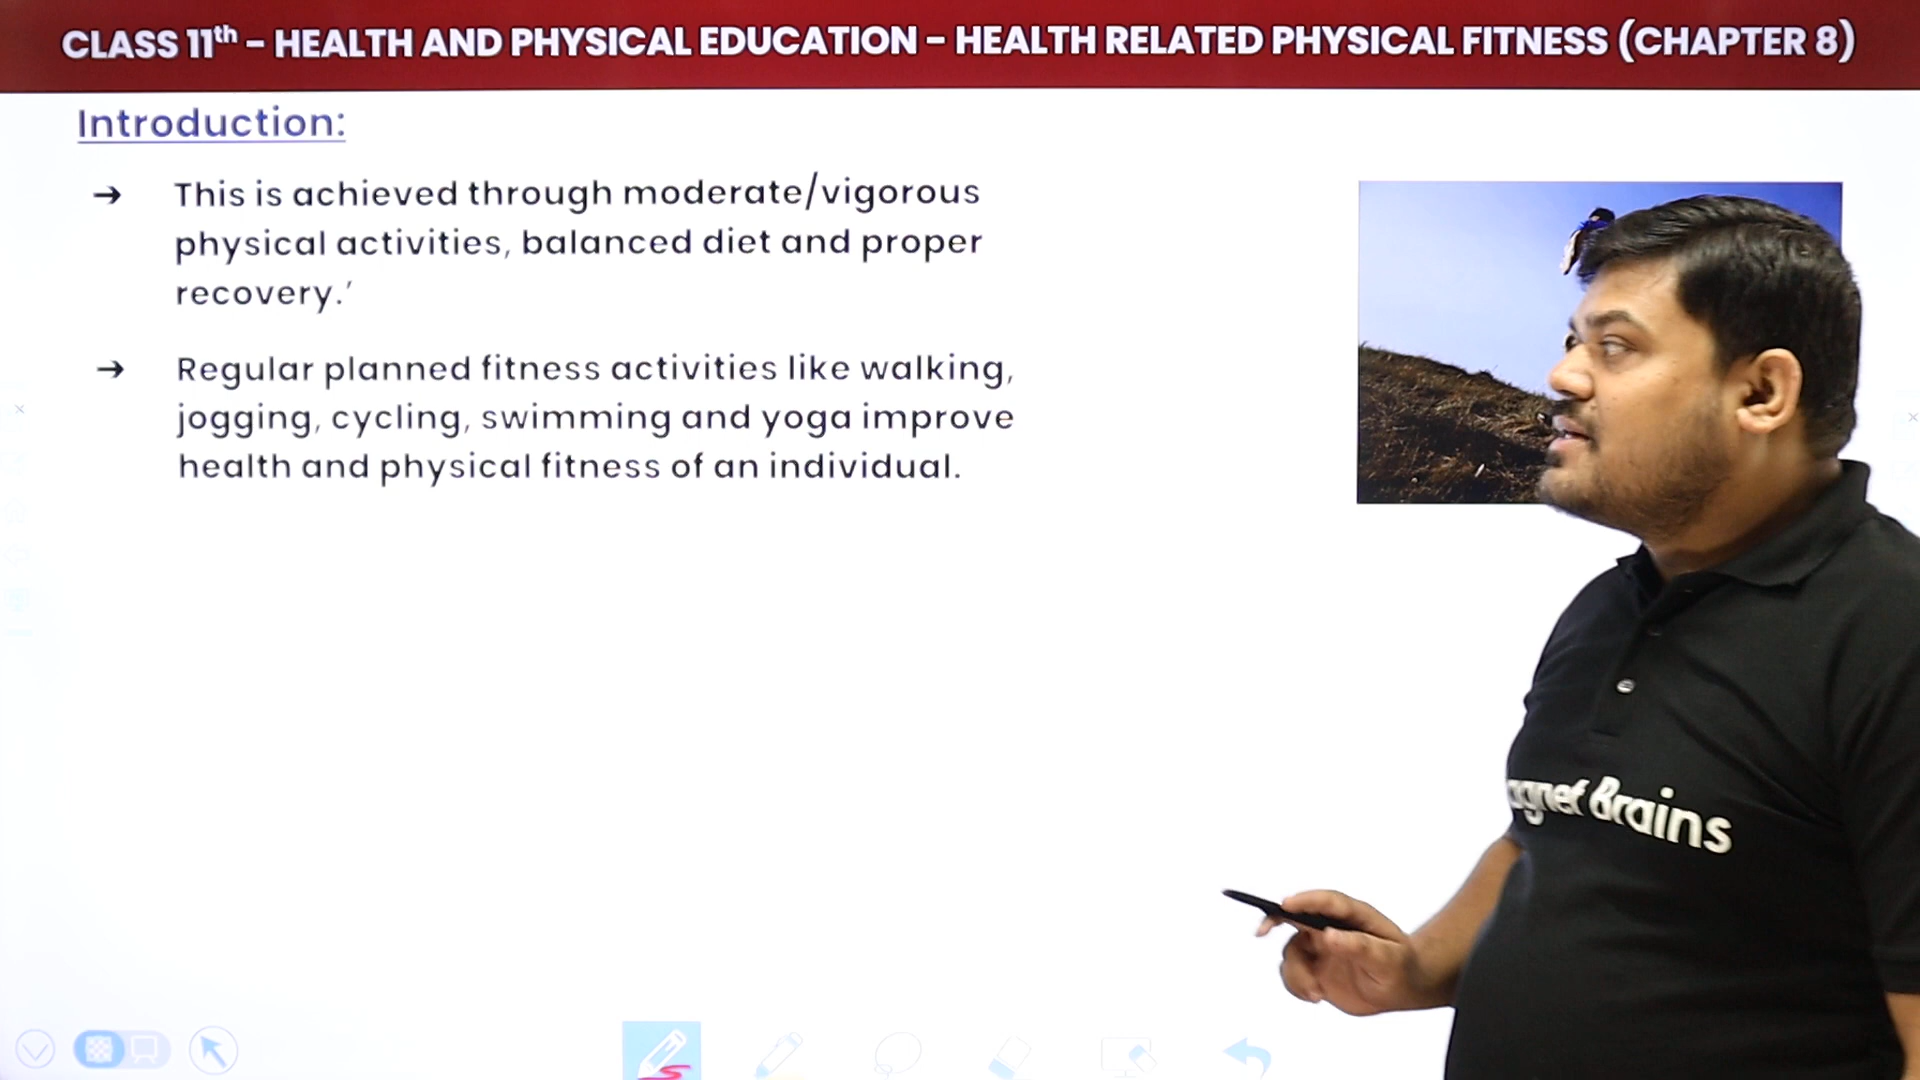 CLASS 11th – HEALTH AND PHYSICAL EDUCATION – HEALTH RELATED PHYSICAL FITNESS (CHAPTER 8)
Introduction:
➔ This is achieved through moderate/vigorous
physical activities, balanced diet and proper
recovery.’
➔ Regular planned fitness activities like walking,
jogging, cycling, swimming and yoga improve
health and physical fitness of an individual.
agnet Brains